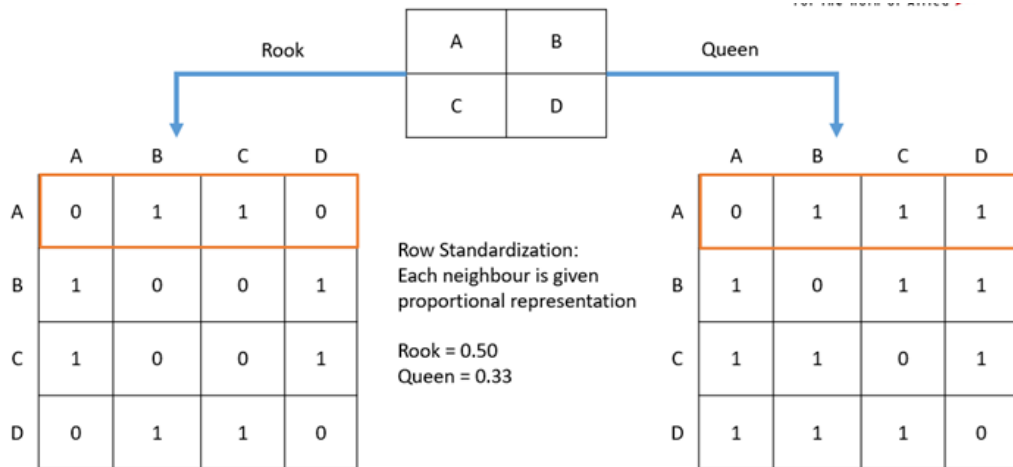 Rook
A B
Queen
C D
A B C D
A 0 1 1 0
B 1 0 0 1
C 1 0 0 1
D 0 1 1 0
Row Standardization:
Each neighbour is given
proportional representation
Rook = 0.50
Queen = 0.33
A B C D
A 0 1 1 1
B 1 0 1 1
C 1 1 0 1
D 1 1 1 0